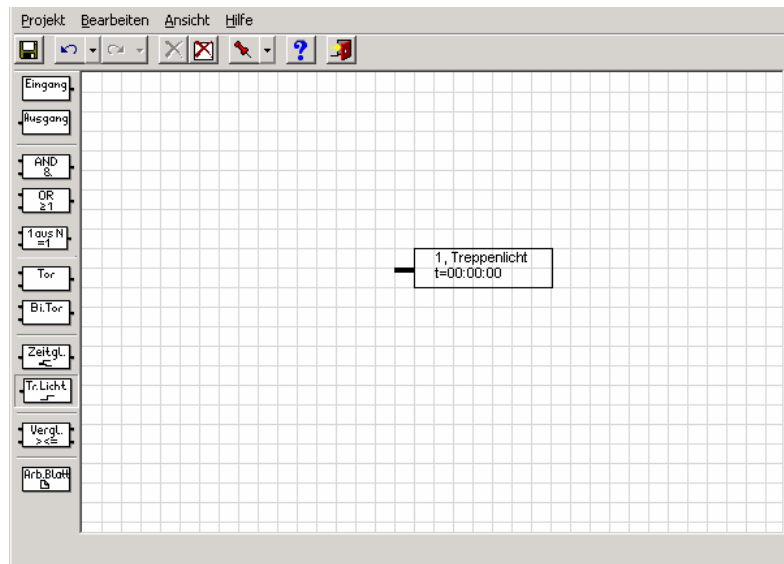 Projekt Bearbeiten Ansicht Hilfe
?
Eingang
Ausgang
AND
&
OR
≥1
1 aus N
=1
Tor
Bi.Tor
Zeitgl.
Tr.Licht
Vergl.
><=
Arb.Blatt
1, Treppenlicht
t=00:00:00